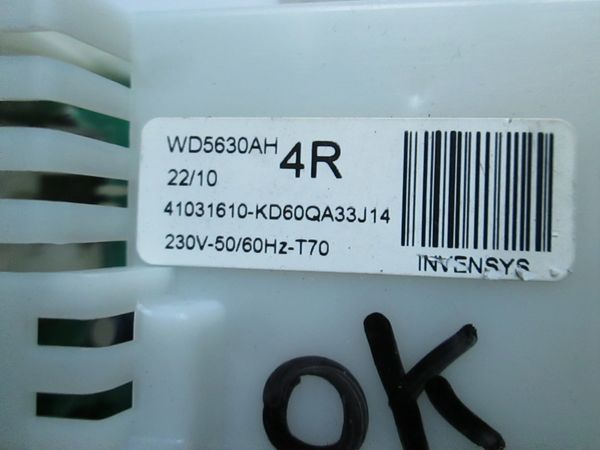 WD5630AH 4R
22/10
41031610-KD60QA33J14
230V-50/60Hz-T70
INVENSYS
OK